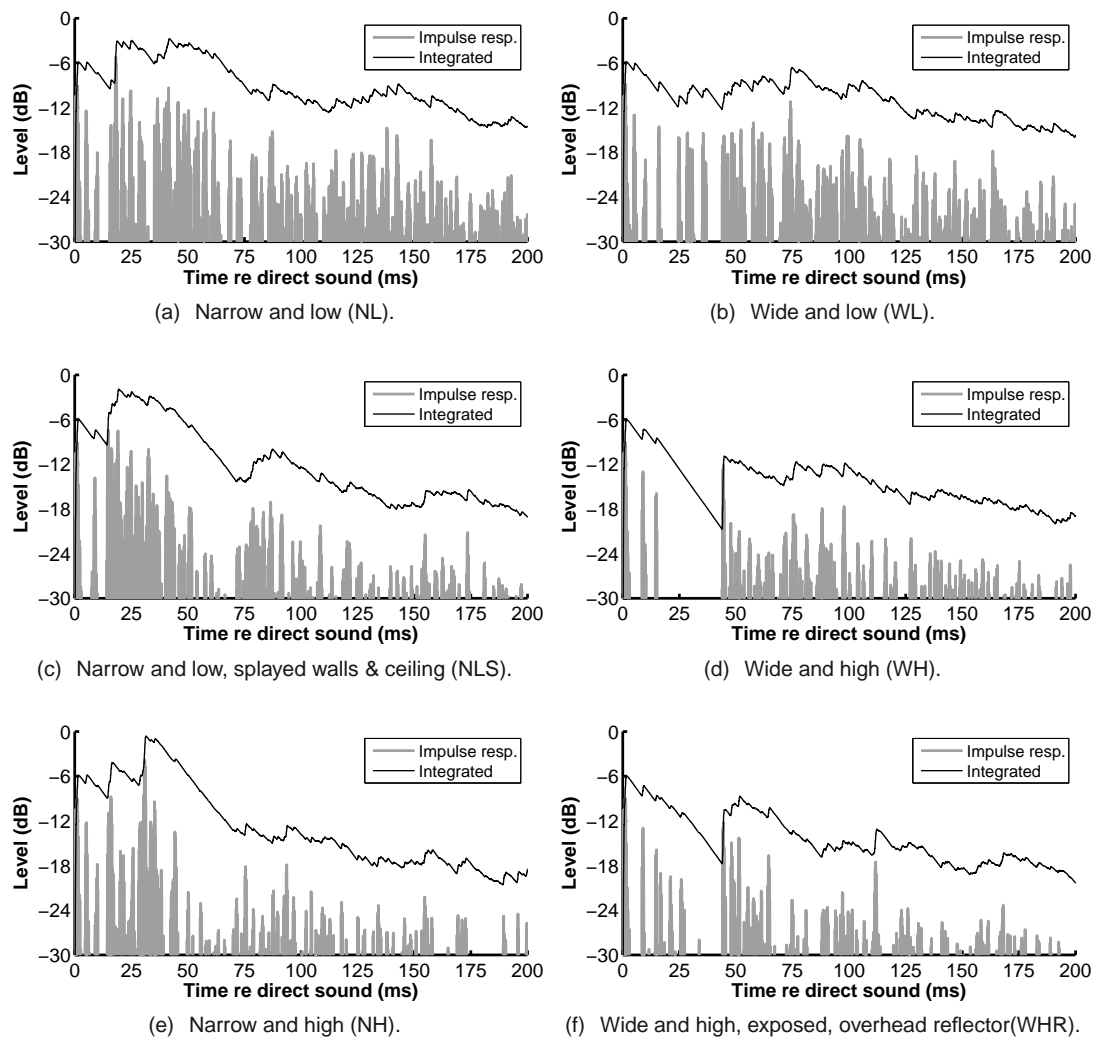 0
−6
−12
−18
−24
−30
Level (dB)
Impulse resp.
Integrated
0 25 50 75 100 125 150 175 200
Time re direct sound (ms)
(a) Narrow and low (NL).
0
−6
−12
−18
−24
−30
Level (dB)
Impulse resp.
Integrated
0 25 50 75 100 125 150 175 200
Time re direct sound (ms)
(b) Wide and low (WL).
0
−6
−12
−18
−24
−30
Level (dB)
Impulse resp.
Integrated
0 25 50 75 100 125 150 175 200
Time re direct sound (ms)
(c) Narrow and low, splayed walls & ceiling (NLS).
0
−6
−12
−18
−24
−30
Level (dB)
Impulse resp.
Integrated
0 25 50 75 100 125 150 175 200
Time re direct sound (ms)
(d) Wide and high (WH).
0
−6
−12
−18
−24
−30
Level (dB)
Impulse resp.
Integrated
0 25 50 75 100 125 150 175 200
Time re direct sound (ms)
(e) Narrow and high (NH).
0
−6
−12
−18
−24
−30
Level (dB)
Impulse resp.
Integrated
0 25 50 75 100 125 150 175 200
Time re direct sound (ms)
(f) Wide and high, exposed, overhead reflector(WHR).